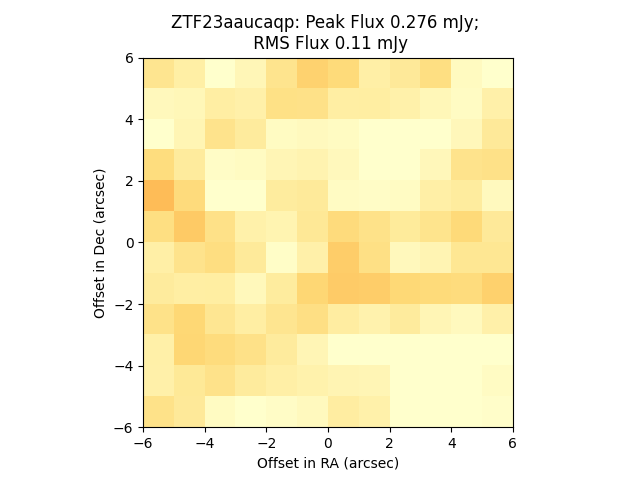 ZTF23aaucaqp: Peak Flux 0.276 mJy;
RMS Flux 0.11 mJy
6
4
2
0
−2
−4
−6
Offset in Dec (arcsec)
−6 −4 −2 0 2 4 6
Offset in RA (arcsec)